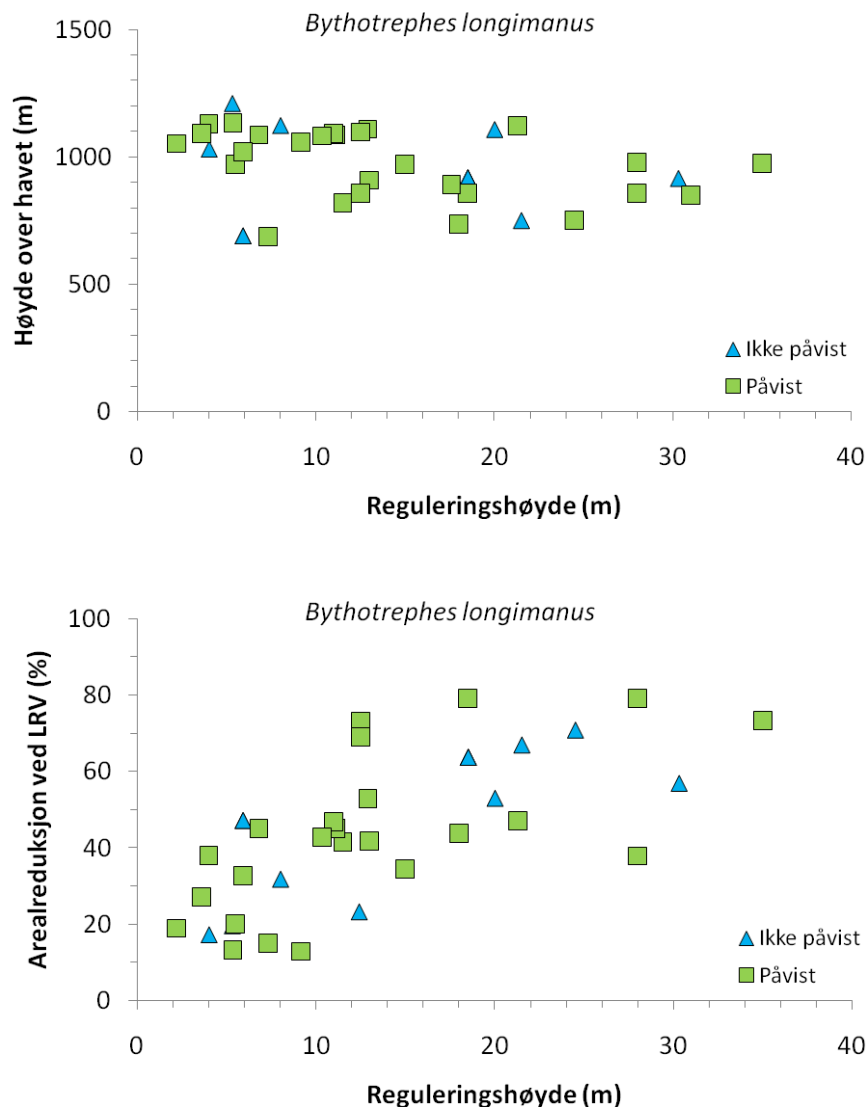 Bythotrephes longimanus
Høyde over havet (m)
1500
1000
500
0
Ikke påvist
Påvist
0 10 20 30 40
Reguleringshøyde (m)
Bythotrephes longimanus
Arealreduksjon ved LRV (%)
100
80
60
40
20
0
Ikke påvist
Påvist
0 10 20 30 40
Reguleringshøyde (m)